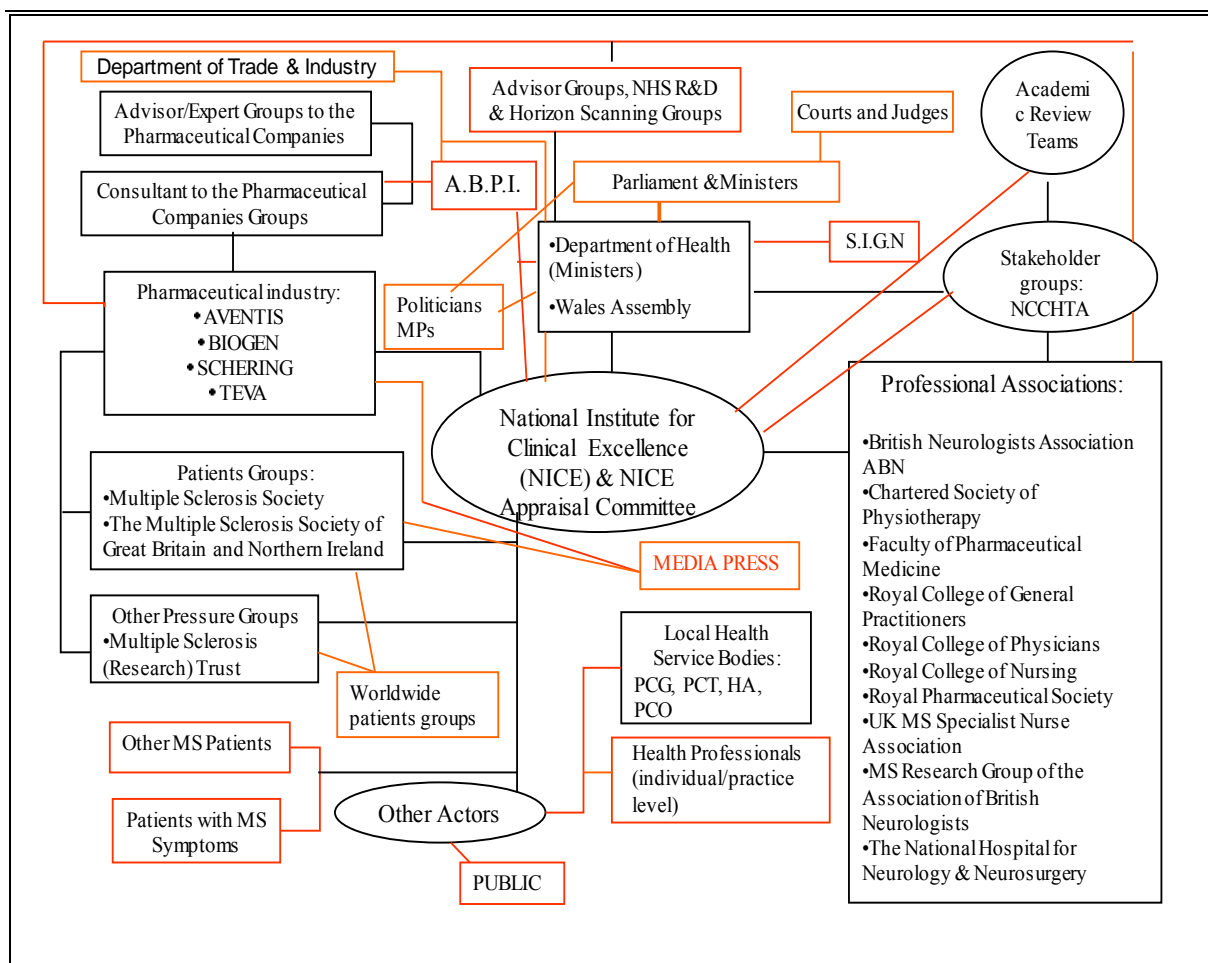 Department of Trade & Industry
Advisor/Expert Groups to the
Pharmaceutical Companies
Consultant to the Pharmaceutical
Companies Groups
A.B.P.I.
Advisor Groups, NHS R&D
& Horizon Scanning Groups
Courts and Judges
Parliament &Ministers
Academi
c Review
Teams
•Department of Health
(Ministers)
•Wales Assembly
S.I.G.N
Stakeholder
groups:
NCCHTA
Pharmaceutical industry:
• AVENTIS
• BIOGEN
• SCHERING
• TEVA
Politicians
MPs
National Institute for
Clinical Excellence
(NICE) & NICE
Appraisal Committee
Professional Associations:
•British Neurologists Association
ABN
•Chartered Society of
Physiotherapy
•Faculty of Pharmaceutical
Medicine
•Royal College of General
Practitioners
•Royal College of Physicians
•Royal College of Nursing
•Royal Pharmaceutical Society
•UK MS Specialist Nurse
Association
•MS Research Group of the
Association of British
Neurologists
•The National Hospital for
Neurology & Neurosurgery
Patients Groups:
•Multiple Sclerosis Society
•The Multiple Sclerosis Society of
Great Britain and Northern Ireland
MEDIA PRESS
Other Pressure Groups
•Multiple Sclerosis
(Research) Trust
Worldwide
patients groups
Local Health
Service Bodies:
PCG, PCT, HA,
PCO
Other MS Patients
Health Professionals
(individual/practice
level)
Patients with MS
Symptoms
Other Actors
PUBLIC